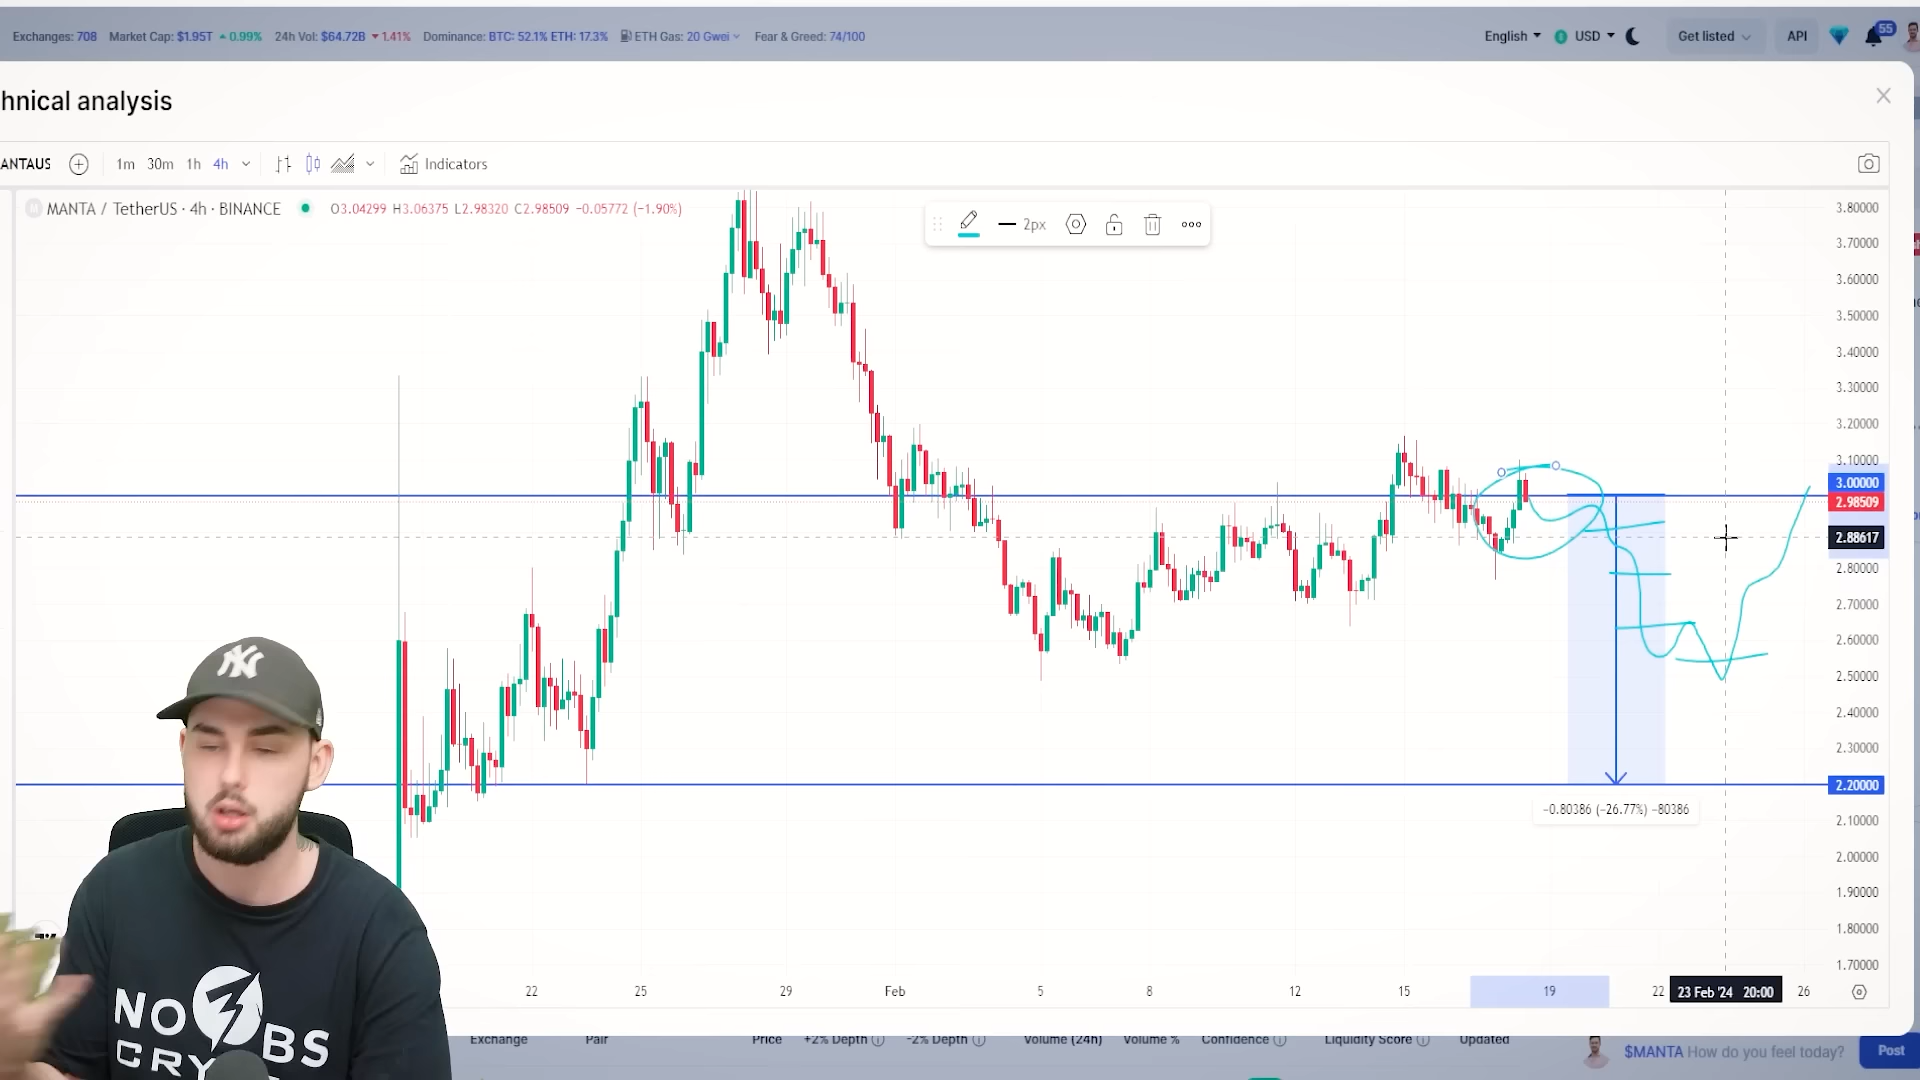 Exchanges: 708 Market Cap: $1.95T 0.99% 24h Vol: $64.72B 1.41% Dominance: BTC: 52.1% ETH: 17.3% ETH Gas: 20 Gwei Fear & Greed: 74/100 English USD Get listed API 55
hnical analysis
ANTAUS 1m 30m 1h 4h Indicators
MANTA / TetherUS · 4h · BINANCE O3.04299 H3.06375 L2.98320 C2.98509 −0.05772 (−1.90%)
2px
3.80000
3.70000
3.60000
3.50000
3.40000
3.30000
3.20000
3.10000
3.00000
2.98509
2.88617
2.80000
2.70000
2.60000
2.50000
2.40000
2.30000
2.20000
−0.80386 (−26.77%) −80386
2.10000
2.00000
1.90000
1.80000
1.70000
22 25 29 Feb 5 8 12 15 19 22 23 Feb '24 20:00 26
NY
NO BS
CRY
Exchange Pair Price +2% Depth -2% Depth Volume (24h) Volume % Confidence Liquidity Score Updated
$MANTA How do you feel today? Post